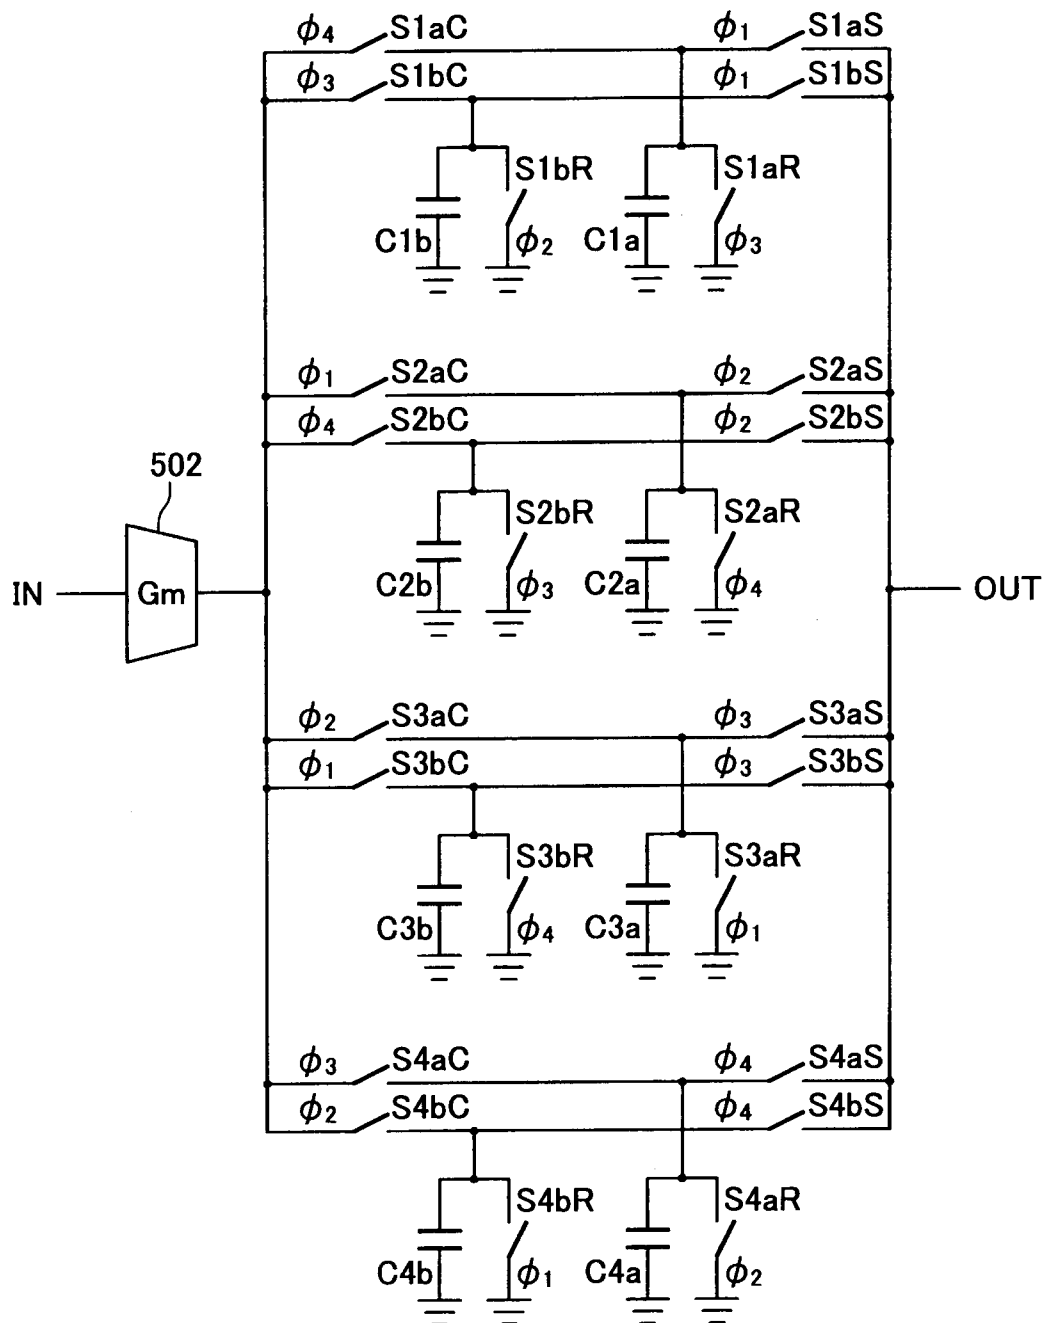 ϕ4 S1aC ϕ1 S1aS
ϕ3 S1bC ϕ1 S1bS
S1bR S1aR
C1b ϕ2 C1a ϕ3
ϕ1 S2aC ϕ2 S2aS
ϕ4 S2bC ϕ2 S2bS
502
S2bR S2aR
C2b ϕ3 C2a ϕ4
IN Gm OUT
ϕ2 S3aC ϕ3 S3aS
ϕ1 S3bC ϕ3 S3bS
S3bR S3aR
C3b ϕ4 C3a ϕ1
ϕ3 S4aC ϕ4 S4aS
ϕ2 S4bC ϕ4 S4bS
S4bR S4aR
C4b ϕ1 C4a ϕ2